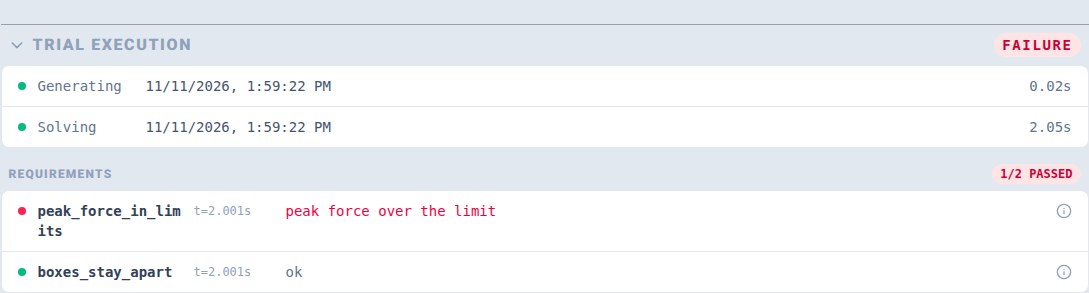 TRIAL EXECUTION FAILURE
Generating 11/11/2026, 1:59:22 PM 0.02s
Solving 11/11/2026, 1:59:22 PM 2.05s
REQUIREMENTS 1/2 PASSED
peak_force_in_lim t=2.001s peak force over the limit
its
boxes_stay_apart t=2.001s ok